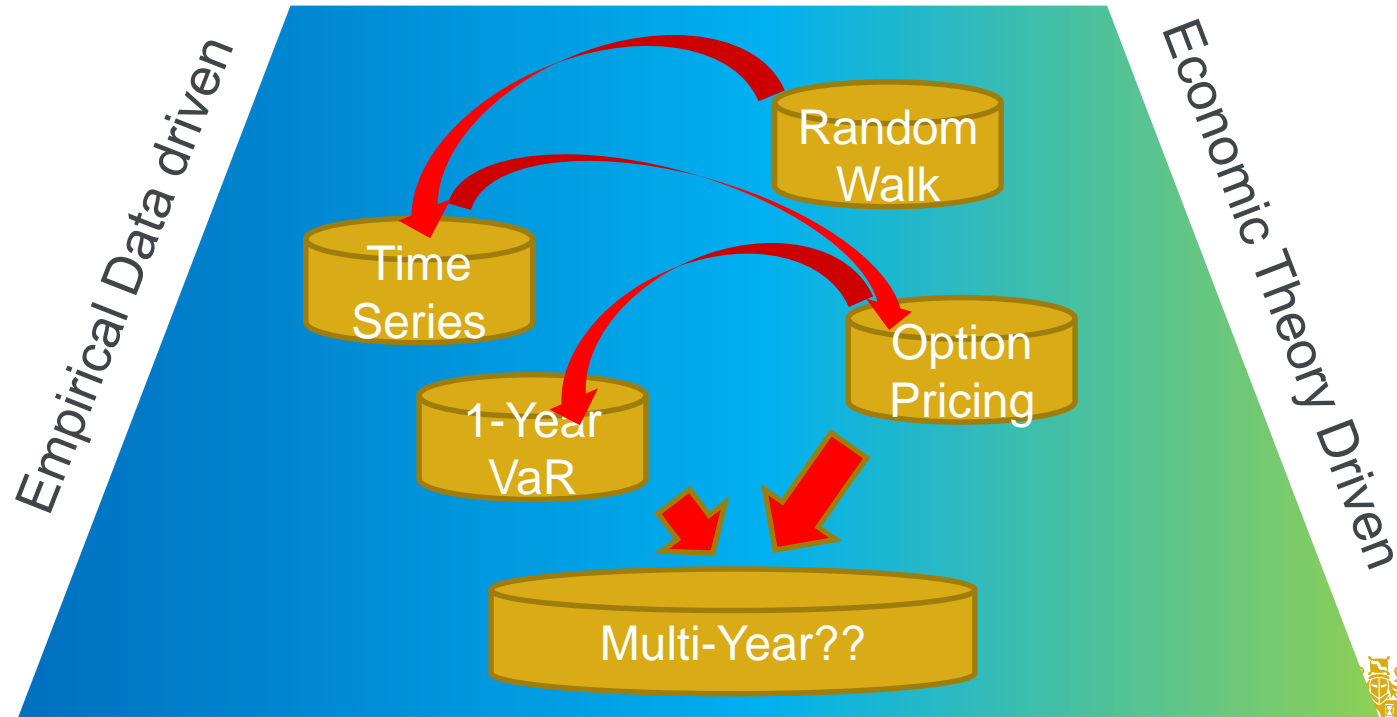 Empirical Data driven
Economic Theory Driven
Random
Walk
Time
Series
Option
Pricing
1-Year
VaR
Multi-Year??